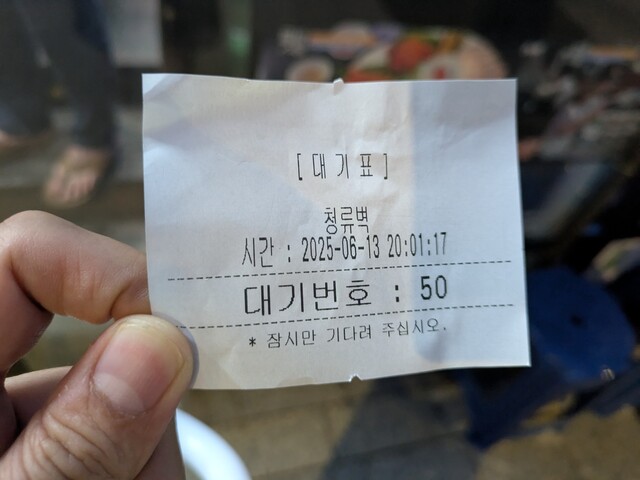 [ 대 기 표 ]
청류벽
시간 : 2025-06-13 20:01:17
대기번호 : 50
* 잠시만 기다려 주십시오.